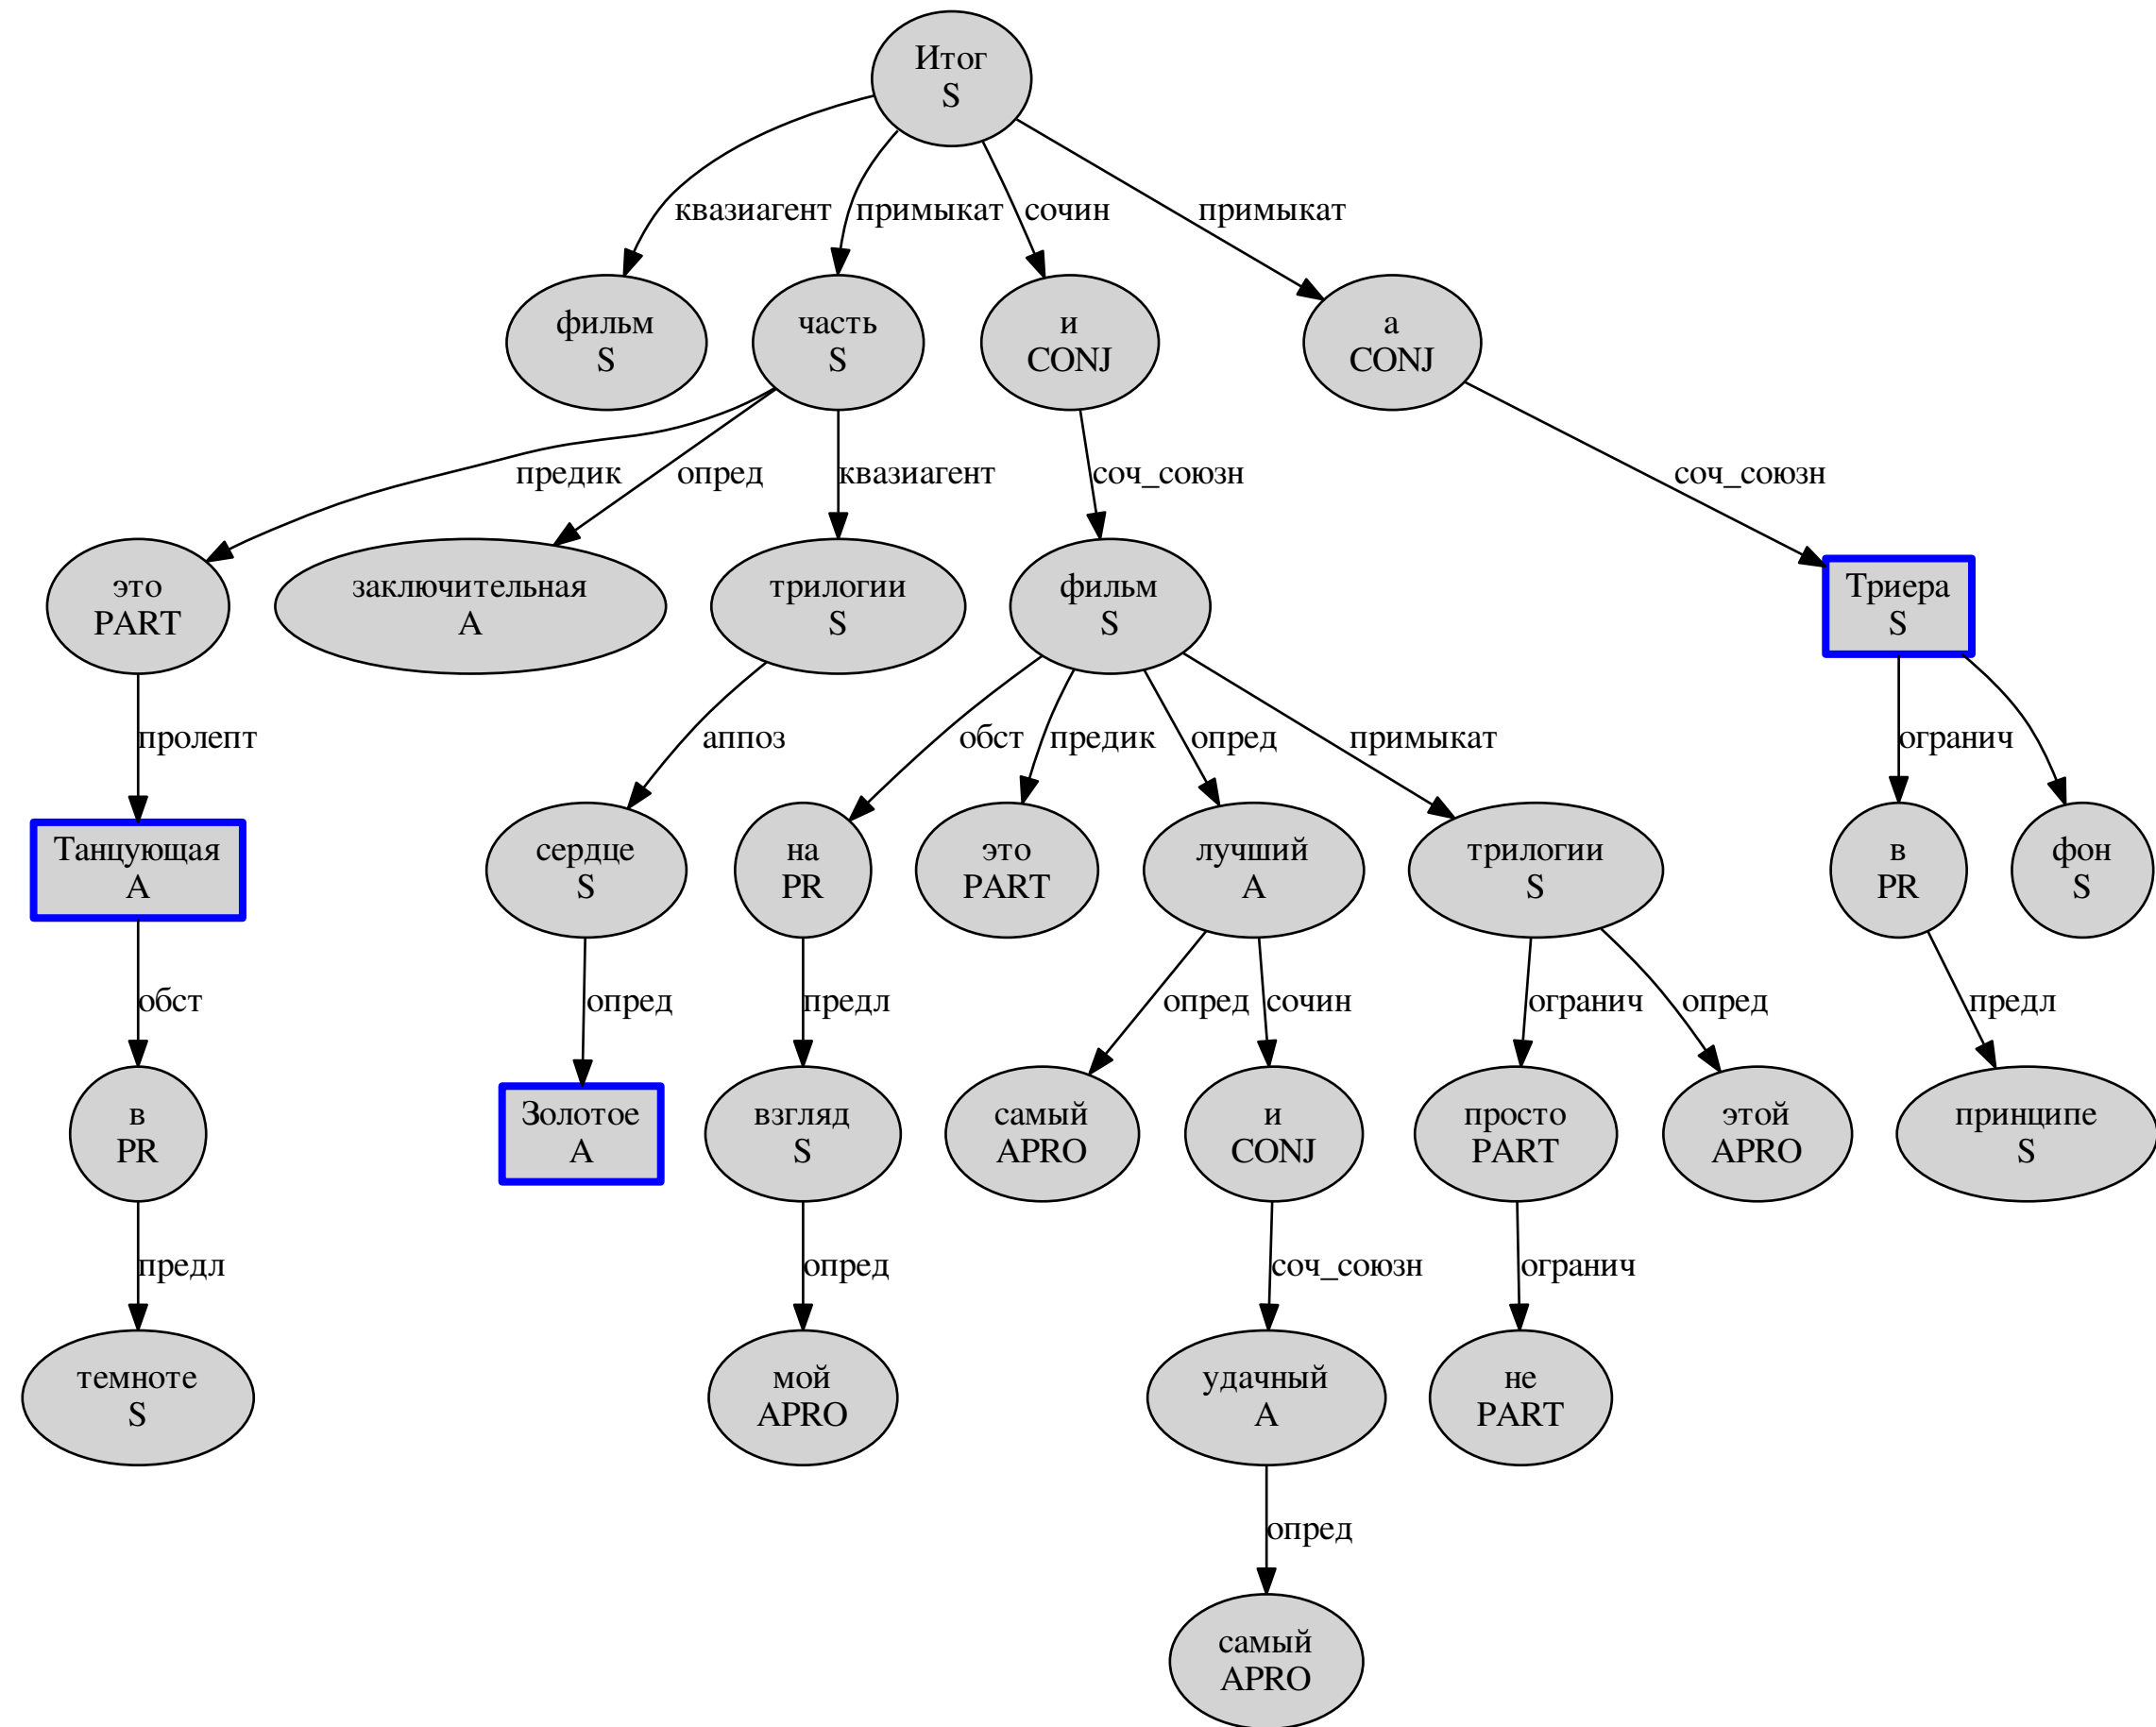 Итог
S
квазиагент
примыкат
сочин
примыкат
фильм
S
часть
S
и
CONJ
а
CONJ
предик
опред
квазиагент
соч_союзн
соч_союзн
это
PART
заключительная
A
трилогии
S
фильм
S
Триера
S
пролепт
аппоз
обст
предик
опред
примыкат
огранич
Танцующая
A
сердце
S
на
PR
это
PART
лучший
A
трилогии
S
в
PR
фон
S
обст
опред
предл
опред
сочин
огранич
опред
предл
в
PR
Золотое
A
взгляд
S
самый
APRO
и
CONJ
просто
PART
этой
APRO
принципе
S
предл
опред
соч_союзн
огранич
темноте
S
мой
APRO
удачный
A
не
PART
опред
самый
APRO